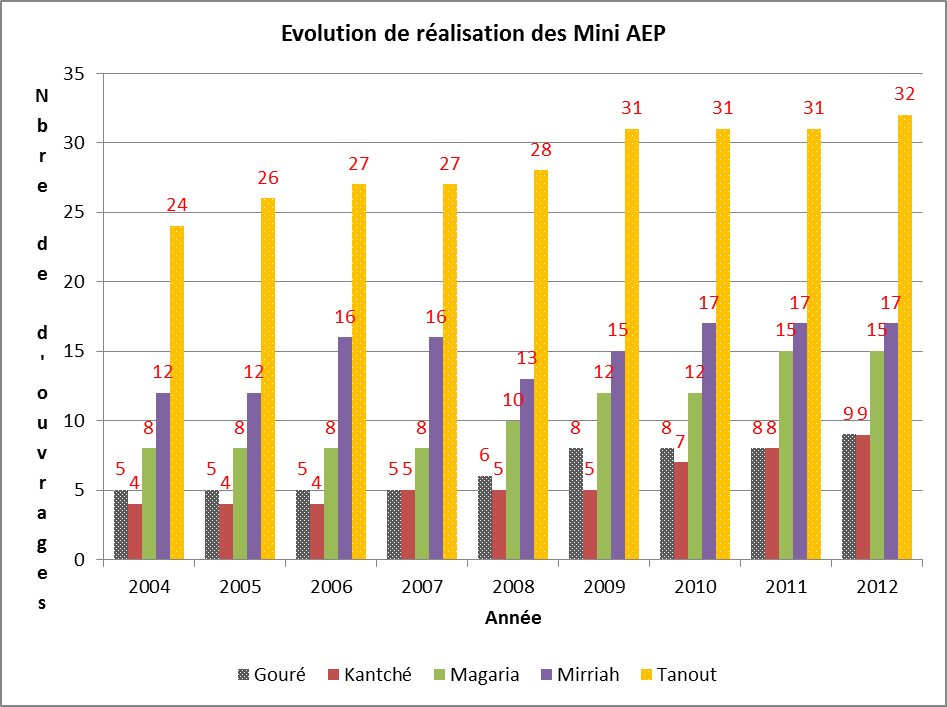 Evolution de réalisation des Mini AEP
Nbre de d'ouvrages
35
30
25
20
15
10
5
0
5 4 8 12 24
5 4 8 12 26
5 4 8 16 27
5 5 8 16 27
6 5 10 13 28
8 5 12 15 31
8 7 12 17 31
8 8 15 17 31
9 9 15 17 32
2004 2005 2006 2007 2008 2009 2010 2011 2012
Année
Gouré Kantché Magaria Mirriah Tanout